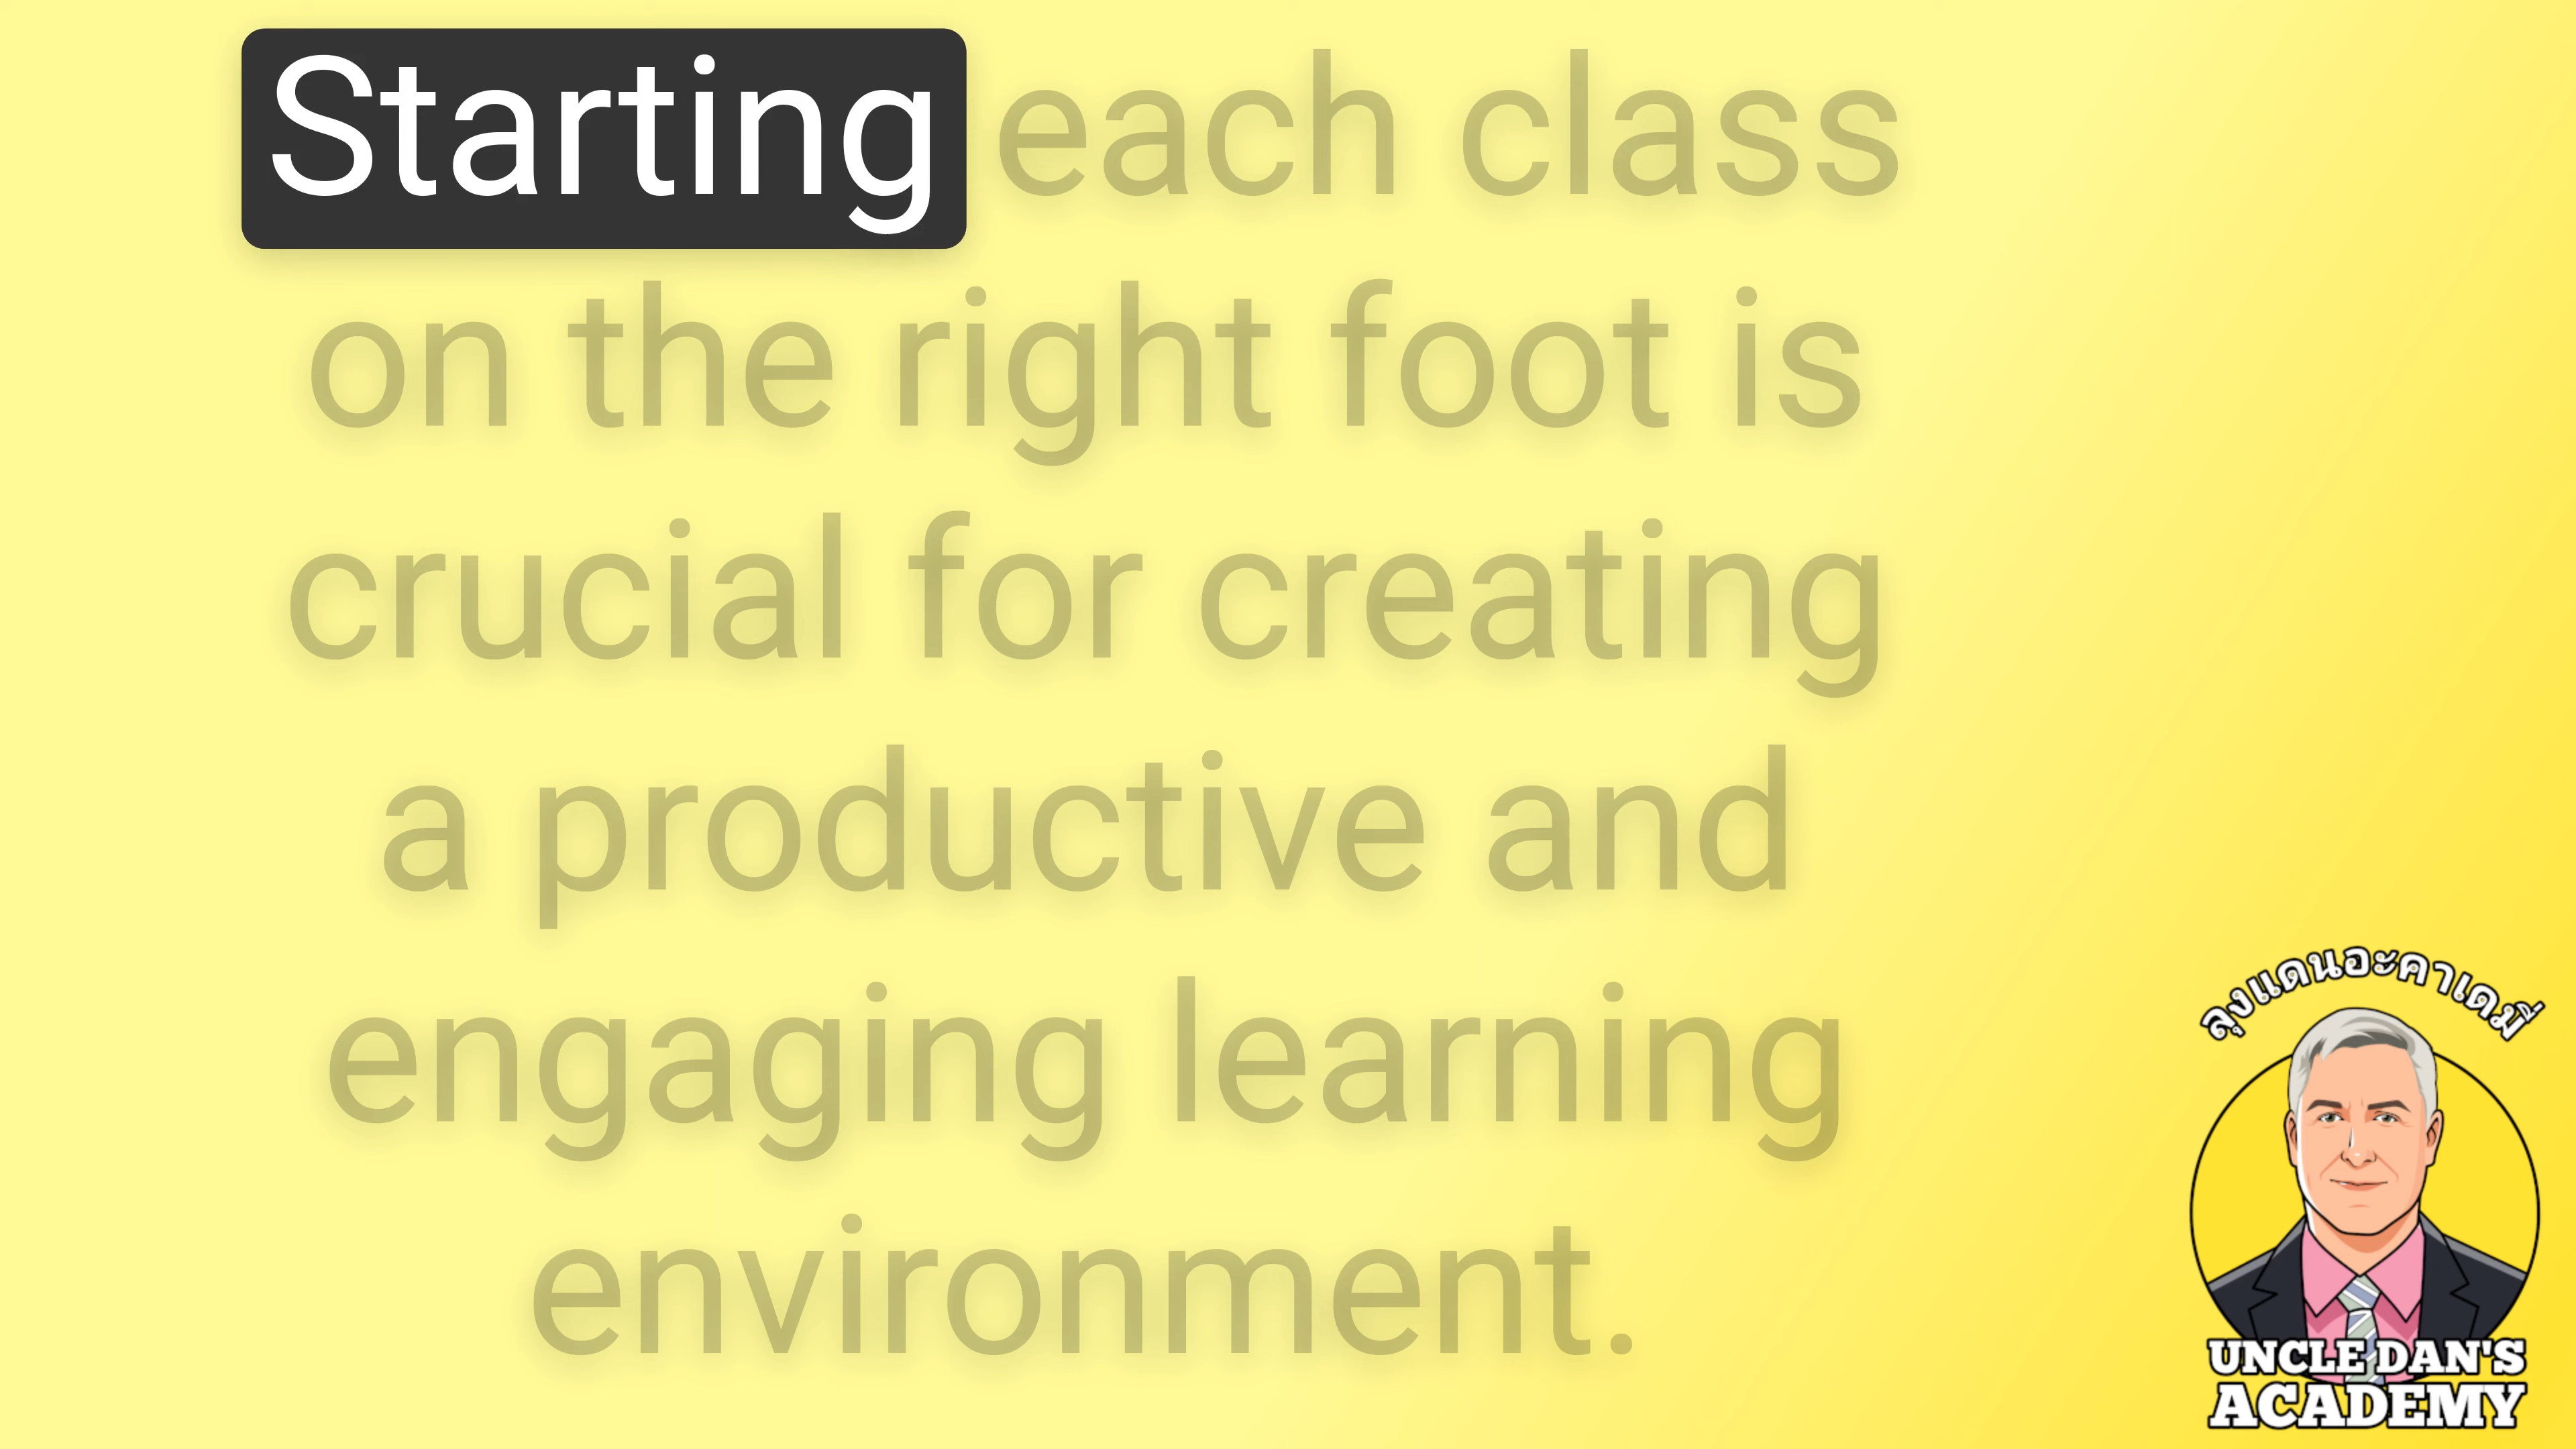 Starting each class
on the right foot is
crucial for creating
a productive and
engaging learning
environment.
ลุงแดนอะคาเดมี่
UNCLE DAN'S
ACADEMY